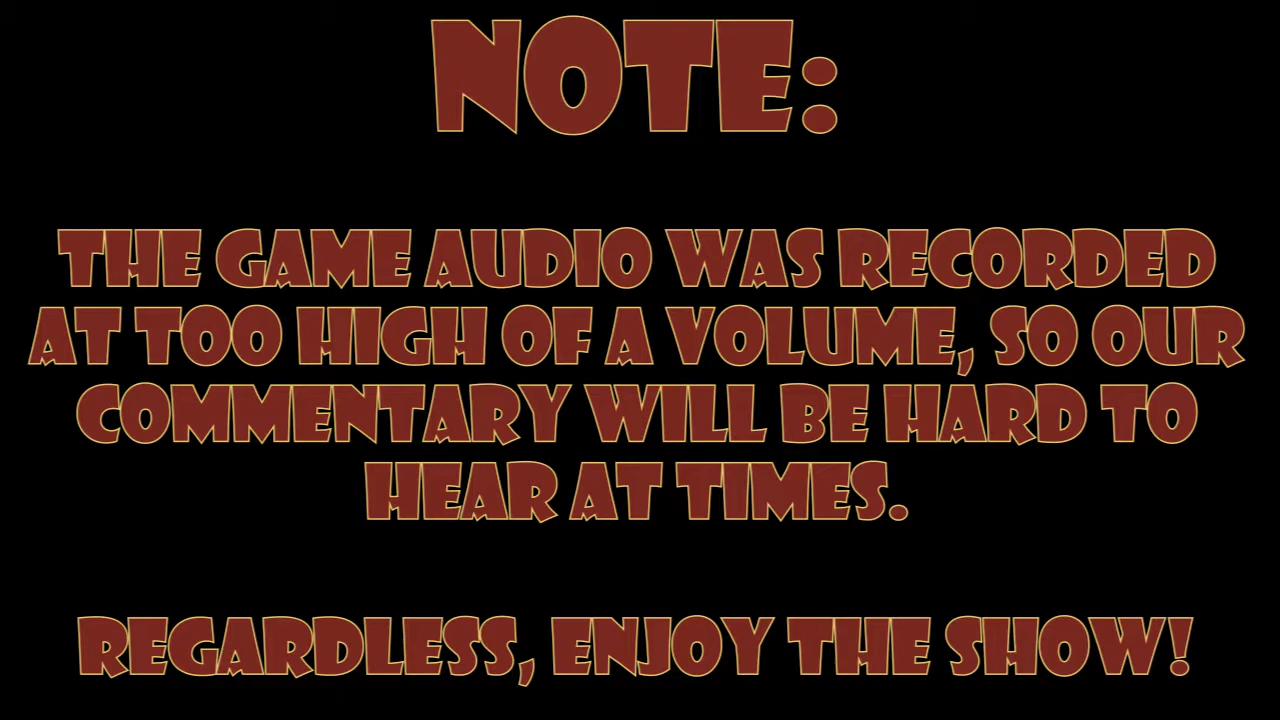 NOTE:
THE GAME AUDIO WAS RECORDED
AT TOO HIGH OF A VOLUME, SO OUR
COMMENTARY WILL BE HARD TO
HEAR AT TIMES.
REGARDLESS, ENJOY THE SHOW!